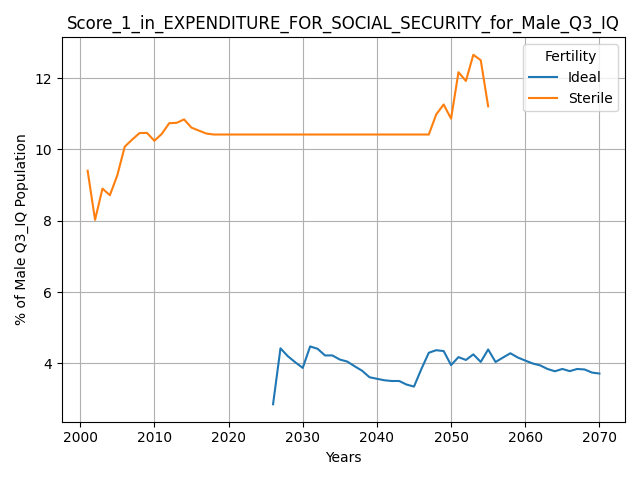 Score_1_in_EXPENDITURE_FOR_SOCIAL_SECURITY_for_Male_Q3_IQ
Fertility
Ideal
Sterile
% of Male Q3_IQ Population
12
10
8
6
4
2000 2010 2020 2030 2040 2050 2060 2070
Years